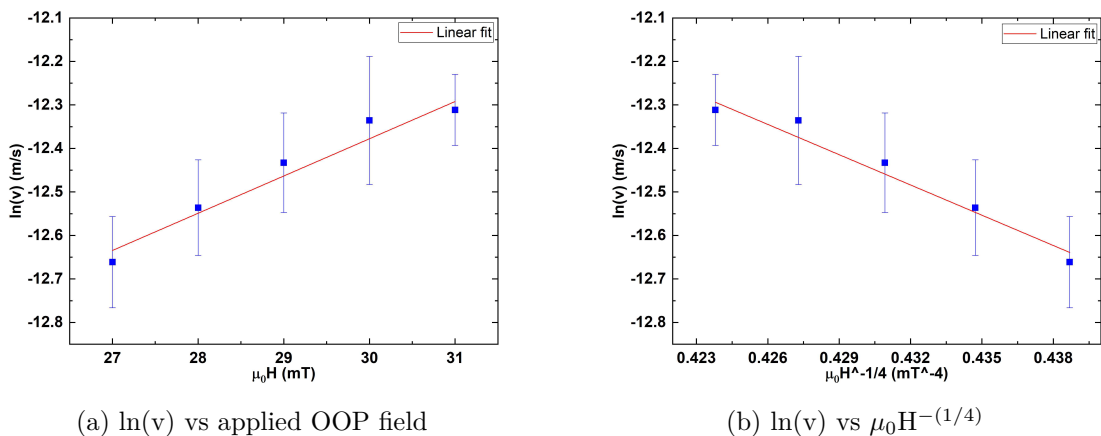 -12.1
-12.2
-12.3
-12.4
-12.5
-12.6
-12.7
-12.8
ln(v) (m/s)
Linear fit
27 28 29 30 31
μ₀H (mT)
(a) ln(v) vs applied OOP field
-12.1
-12.2
-12.3
-12.4
-12.5
-12.6
-12.7
-12.8
ln(v) (m/s)
Linear fit
0.423 0.426 0.429 0.432 0.435 0.438
μ₀H^-1/4 (mT^-4)
(b) ln(v) vs μ₀H⁻⁽¹/⁴⁾